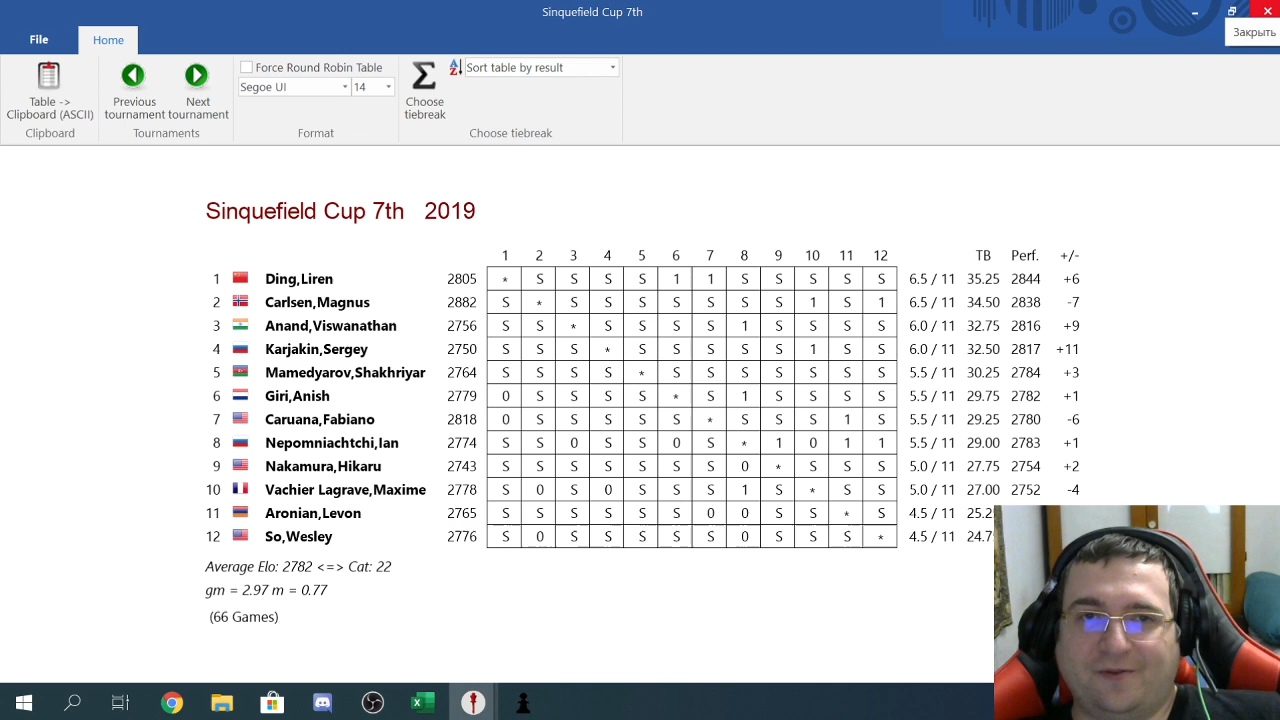 Sinquefield Cup 7th
File Home Закрыть
Force Round Robin Table Sort table by result
Segoe UI 14
Table -> Clipboard (ASCII) Previous tournament Next tournament Choose tiebreak
Clipboard Tournaments Format Choose tiebreak
Sinquefield Cup 7th 2019
1 2 3 4 5 6 7 8 9 10 11 12 TB Perf. +/-
1 Ding,Liren 2805 * S S S S 1 1 S S S S S 6.5 / 11 35.25 2844 +6
2 Carlsen,Magnus 2882 S * S S S S S S S 1 S 1 6.5 / 11 34.50 2838 -7
3 Anand,Viswanathan 2756 S S * S S S S 1 S S S S 6.0 / 11 32.75 2816 +9
4 Karjakin,Sergey 2750 S S S * S S S S S 1 S S 6.0 / 11 32.50 2817 +11
5 Mamedyarov,Shakhriyar 2764 S S S S * S S S S S S S 5.5 / 11 30.25 2784 +3
6 Giri,Anish 2779 0 S S S S * S 1 S S S S 5.5 / 11 29.75 2782 +1
7 Caruana,Fabiano 2818 0 S S S S S * S S S 1 S 5.5 / 11 29.25 2780 -6
8 Nepomniachtchi,Ian 2774 S S 0 S S 0 S * 1 0 1 1 5.5 / 11 29.00 2783 +1
9 Nakamura,Hikaru 2743 S S S S S S S 0 * S S S 5.0 / 11 27.75 2754 +2
10 Vachier Lagrave,Maxime 2778 S 0 S 0 S S S 1 S * S S 5.0 / 11 27.00 2752 -4
11 Aronian,Levon 2765 S S S S S S 0 0 S S * S 4.5 / 11 25.2
12 So,Wesley 2776 S 0 S S S S S 0 S S S * 4.5 / 11 24.7
Average Elo: 2782 <=> Cat: 22
gm = 2.97 m = 0.77
(66 Games)